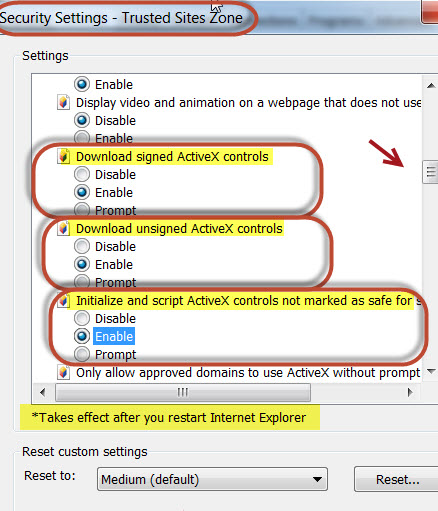 Security Settings - Trusted Sites Zone
Settings
Enable
Display video and animation on a webpage that does not use
Disable
Enable
Download signed ActiveX controls
Disable
Enable
Prompt
Download unsigned ActiveX controls
Disable
Enable
Prompt
Initialize and script ActiveX controls not marked as safe for s
Disable
Enable
Prompt
Only allow approved domains to use ActiveX without prompt
*Takes effect after you restart Internet Explorer
Reset custom settings
Reset to: Medium (default) Reset...